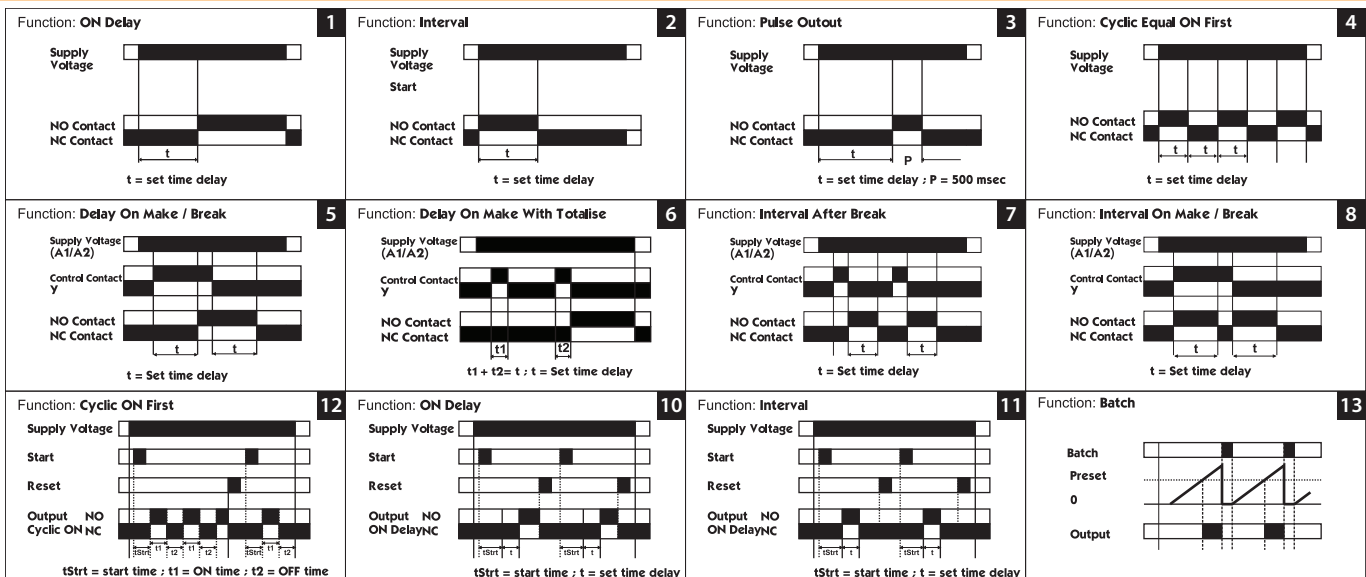 Function: ON Delay
1
Supply
Voltage
NO Contact
NC Contact
t
t = set time delay
Function: Interval
2
Supply
Voltage
Start
NO Contact
NC Contact
t
t = set time delay
Function: Pulse Outout
3
Supply
Voltage
NO Contact
NC Contact
t P
t = set time delay ; P = 500 msec
Function: Cyclic Equal ON First
4
Supply
Voltage
NO Contact
NC Contact
t t t
t = set time delay
Function: Delay On Make / Break
5
Supply Voltage
(A1/A2)
Control Contact
Y
NO Contact
NC Contact
t t
t = Set time delay
Function: Delay On Make With Totalise
6
Supply Voltage
(A1/A2)
Control Contact
Y
NO Contact
NC Contact
t1 t2
t1 + t2= t ; t = Set time delay
Function: Interval After Break
7
Supply Voltage
(A1/A2)
Control Contact
Y
NO Contact
NC Contact
t t
t = Set time delay
Function: Interval On Make / Break
8
Supply Voltage
(A1/A2)
Control Contact
Y
NO Contact
NC Contact
t t
t = Set time delay
Function: Cyclic ON First
12
Supply Voltage
Start
Reset
Output NO
Cyclic ON NC
tStrt t1 t2 t1 t2 tStrt t1 t2
tStrt = start time ; t1 = ON time ; t2 = OFF time
Function: ON Delay
10
Supply Voltage
Start
Reset
Output NO
ON DelayNC
tStrt t tStrt t
tStrt = start time ; t = set time delay
Function: Interval
11
Supply Voltage
Start
Reset
Output NO
ON DelayNC
tStrt t tStrt t
tStrt = start time ; t = set time delay
Function: Batch
13
Batch
Preset
0
Output